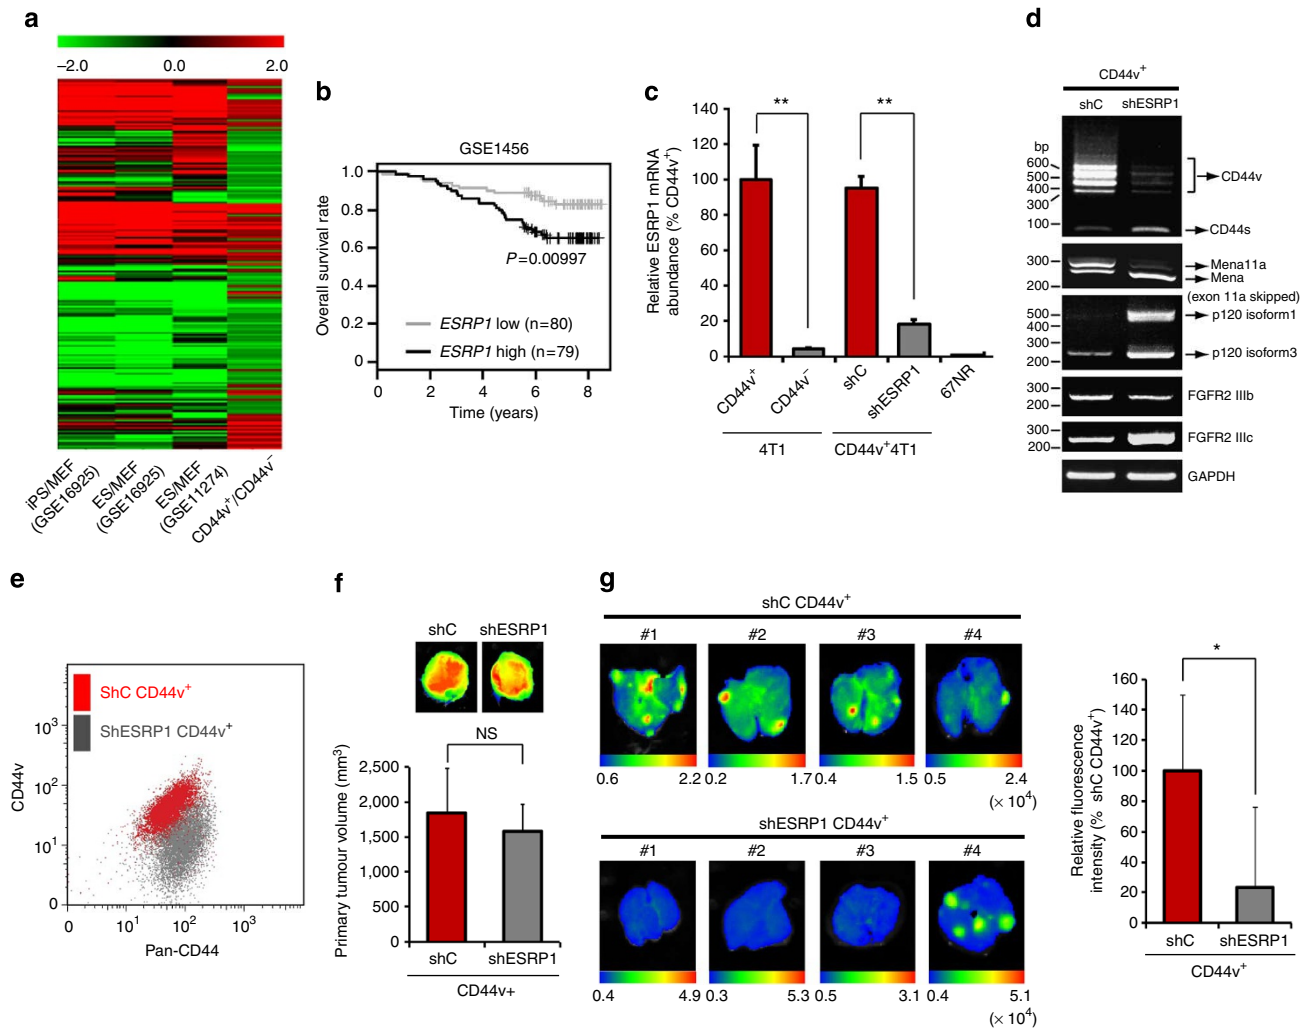 a
−2.0 0.0 2.0
iPS/MEF
(GSE16925)
ES/MEF
(GSE16925)
ES/MEF
(GSE11274)
CD44v+/CD44v−
b
GSE1456
Overall survival rate
1.0
0.8
0.6
0.4
0.2
0
P=0.00997
ESRP1 low (n=80)
ESRP1 high (n=79)
0 2 4 6 8
Time (years)
c
Relative ESRP1 mRNA
abundance (% CD44v+)
140
120
100
80
60
40
20
0
** **
CD44v+ CD44v− shC shESRP1 67NR
4T1 CD44v+4T1
d
CD44v+
shC shESRP1
bp
600
500
400
300
100
CD44v
CD44s
300
200
Mena11a
Mena
(exon 11a skipped)
500
400
300
200
p120 isoform1
p120 isoform3
300
200
FGFR2 IIIb
300
200
FGFR2 IIIc
GAPDH
e
ShC CD44v+
ShESRP1 CD44v+
CD44v
10³
10²
10¹
0
0 10¹ 10² 10³
Pan-CD44
f
shC shESRP1
NS
Primary tumour volume (mm³)
2,500
2,000
1,500
1,000
500
0
shC shESRP1
CD44v+
g
shC CD44v+
#1 #2 #3 #4
0.6 2.2 0.2 1.7 0.4 1.5 0.5 2.4
(× 10⁴)
shESRP1 CD44v+
#1 #2 #3 #4
0.4 4.9 0.3 5.3 0.5 3.1 0.4 5.1
(× 10⁴)
Relative fluorescence
intensity (% shC CD44v+)
160
140
120
100
80
60
40
20
0
*
shC shESRP1
CD44v+